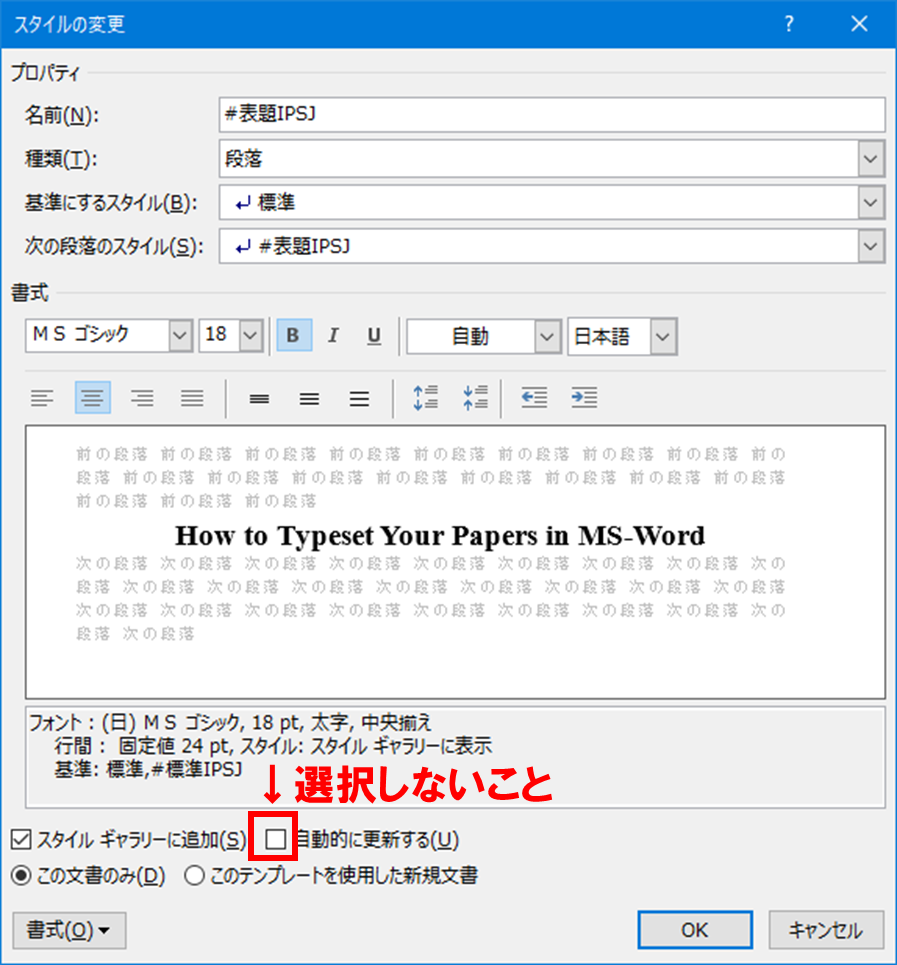 スタイルの変更 ?
プロパティ
名前(N): #表題IPSJ
種類(T): 段落
基準にするスタイル(B): ↵ 標準
次の段落のスタイル(S): ↵ #表題IPSJ
書式
ＭＳ ゴシック 18 B I U 自動 日本語
前の段落 前の段落 前の段落 前の段落 前の段落 前の段落 前の段落 前の段落 前の
段落 前の段落 前の段落 前の段落 前の段落 前の段落 前の段落 前の段落 前の段落
前の段落 前の段落 前の段落
How to Typeset Your Papers in MS-Word
次の段落 次の段落 次の段落 次の段落 次の段落 次の段落 次の段落 次の段落 次の
段落 次の段落 次の段落 次の段落 次の段落 次の段落 次の段落 次の段落 次の段落
次の段落 次の段落 次の段落 次の段落 次の段落 次の段落 次の段落 次の段落 次の
段落 次の段落
フォント : (日) ＭＳ ゴシック, 18 pt, 太字, 中央揃え
行間 : 固定値 24 pt, スタイル: スタイル ギャラリーに表示
基準: 標準,#標準IPSJ
↓選択しないこと
スタイル ギャラリーに追加(S) 自動的に更新する(U)
この文書のみ(D) このテンプレートを使用した新規文書
書式(O) OK キャンセル